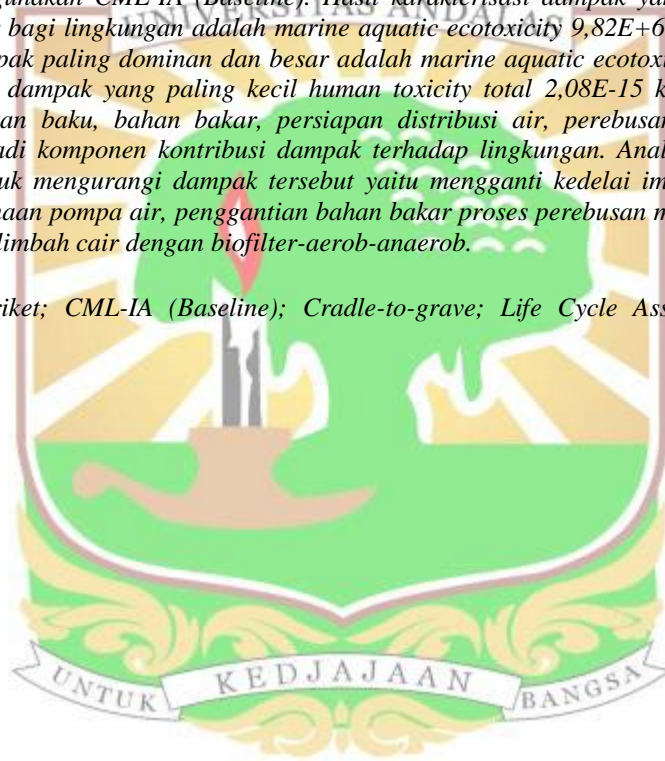 gunakan CML-IA (Baseline). Hasil karakterisasi dampak ya
bagi lingkungan adalah marine aquatic ecotoxicity 9,82E+6
pak paling dominan dan besar adalah marine aquatic ecotoxi
dampak yang paling kecil human toxicity total 2,08E-15 k
an baku, bahan bakar, persiapan distribusi air, perebusan
adi komponen kontribusi dampak terhadap lingkungan. Anal
uk mengurangi dampak tersebut yaitu mengganti kedelai im
naan pompa air, penggantian bahan bakar proses perebusan m
limbah cair dengan biofilter-aerob-anaerob.
riket; CML-IA (Baseline); Cradle-to-grave; Life Cycle Ass
UNIVERSITAS ANDALAS
UNTUK KEDJAJAAN BANGSA